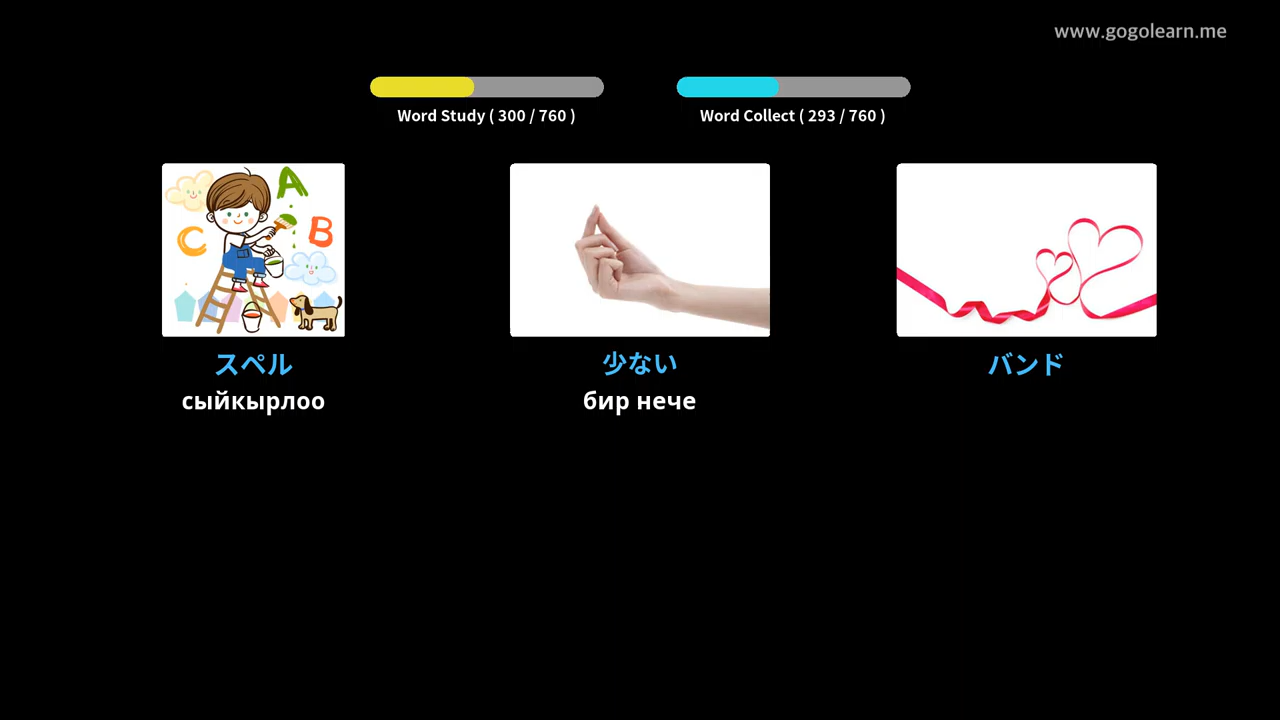 www.gogolearn.me
Word Study ( 300 / 760 )
Word Collect ( 293 / 760 )
A
B
C
スペル
少ない
バンド
сыйкырлоо
бир нече